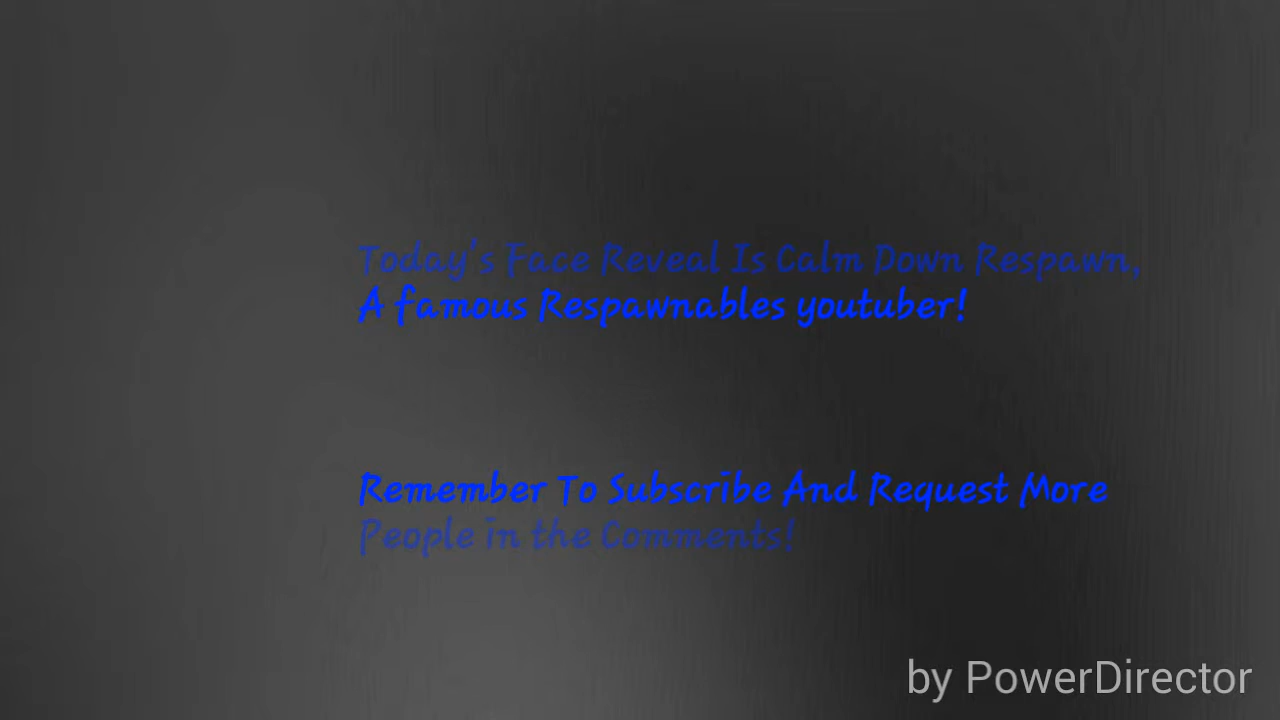 Today's Face Reveal Is Calm Down Respawn,
A famous Respawnables youtuber!
Remember To Subscribe And Request More
People in the Comments!
by PowerDirector